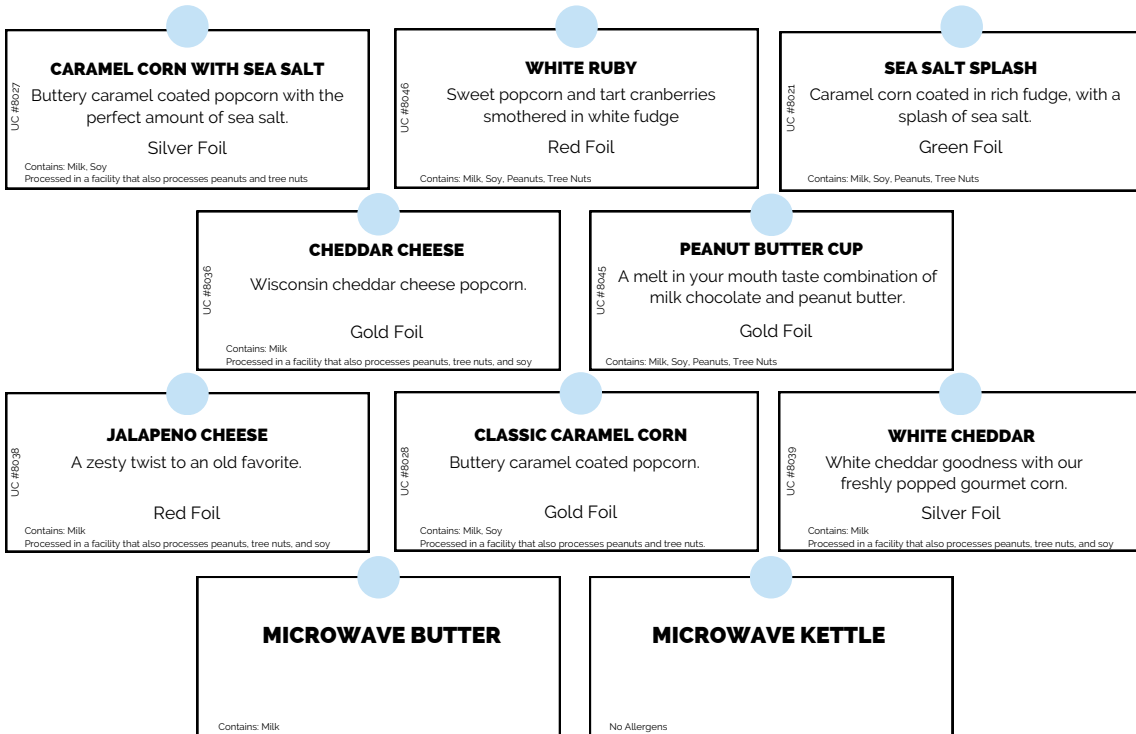 CARAMEL CORN WITH SEA SALT
UC #8027
Buttery caramel coated popcorn with the
perfect amount of sea salt.
Silver Foil
Contains: Milk, Soy
Processed in a facility that also processes peanuts and tree nuts
WHITE RUBY
UC #8046
Sweet popcorn and tart cranberries
smothered in white fudge
Red Foil
Contains: Milk, Soy, Peanuts, Tree Nuts
SEA SALT SPLASH
UC #8021
Caramel corn coated in rich fudge, with a
splash of sea salt.
Green Foil
Contains: Milk, Soy, Peanuts, Tree Nuts
CHEDDAR CHEESE
UC #8036
Wisconsin cheddar cheese popcorn.
Gold Foil
Contains: Milk
Processed in a facility that also processes peanuts, tree nuts, and soy
PEANUT BUTTER CUP
UC #8045
A melt in your mouth taste combination of
milk chocolate and peanut butter.
Gold Foil
Contains: Milk, Soy, Peanuts, Tree Nuts
JALAPENO CHEESE
UC #8038
A zesty twist to an old favorite.
Red Foil
Contains: Milk
Processed in a facility that also processes peanuts, tree nuts, and soy
CLASSIC CARAMEL CORN
UC #8028
Buttery caramel coated popcorn.
Gold Foil
Contains: Milk, Soy
Processed in a facility that also processes peanuts and tree nuts.
WHITE CHEDDAR
UC #8039
White cheddar goodness with our
freshly popped gourmet corn.
Silver Foil
Contains: Milk
Processed in a facility that also processes peanuts, tree nuts, and soy
MICROWAVE BUTTER
Contains: Milk
MICROWAVE KETTLE
No Allergens